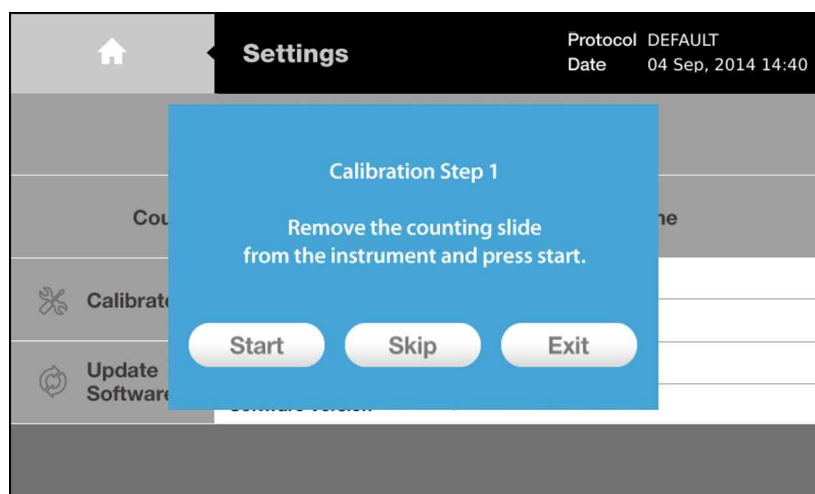 Settings
Protocol DEFAULT
Date 04 Sep, 2014 14:40
Calibration Step 1
Remove the counting slide
from the instrument and press start.
Start Skip Exit
Calibrate
Update
Software